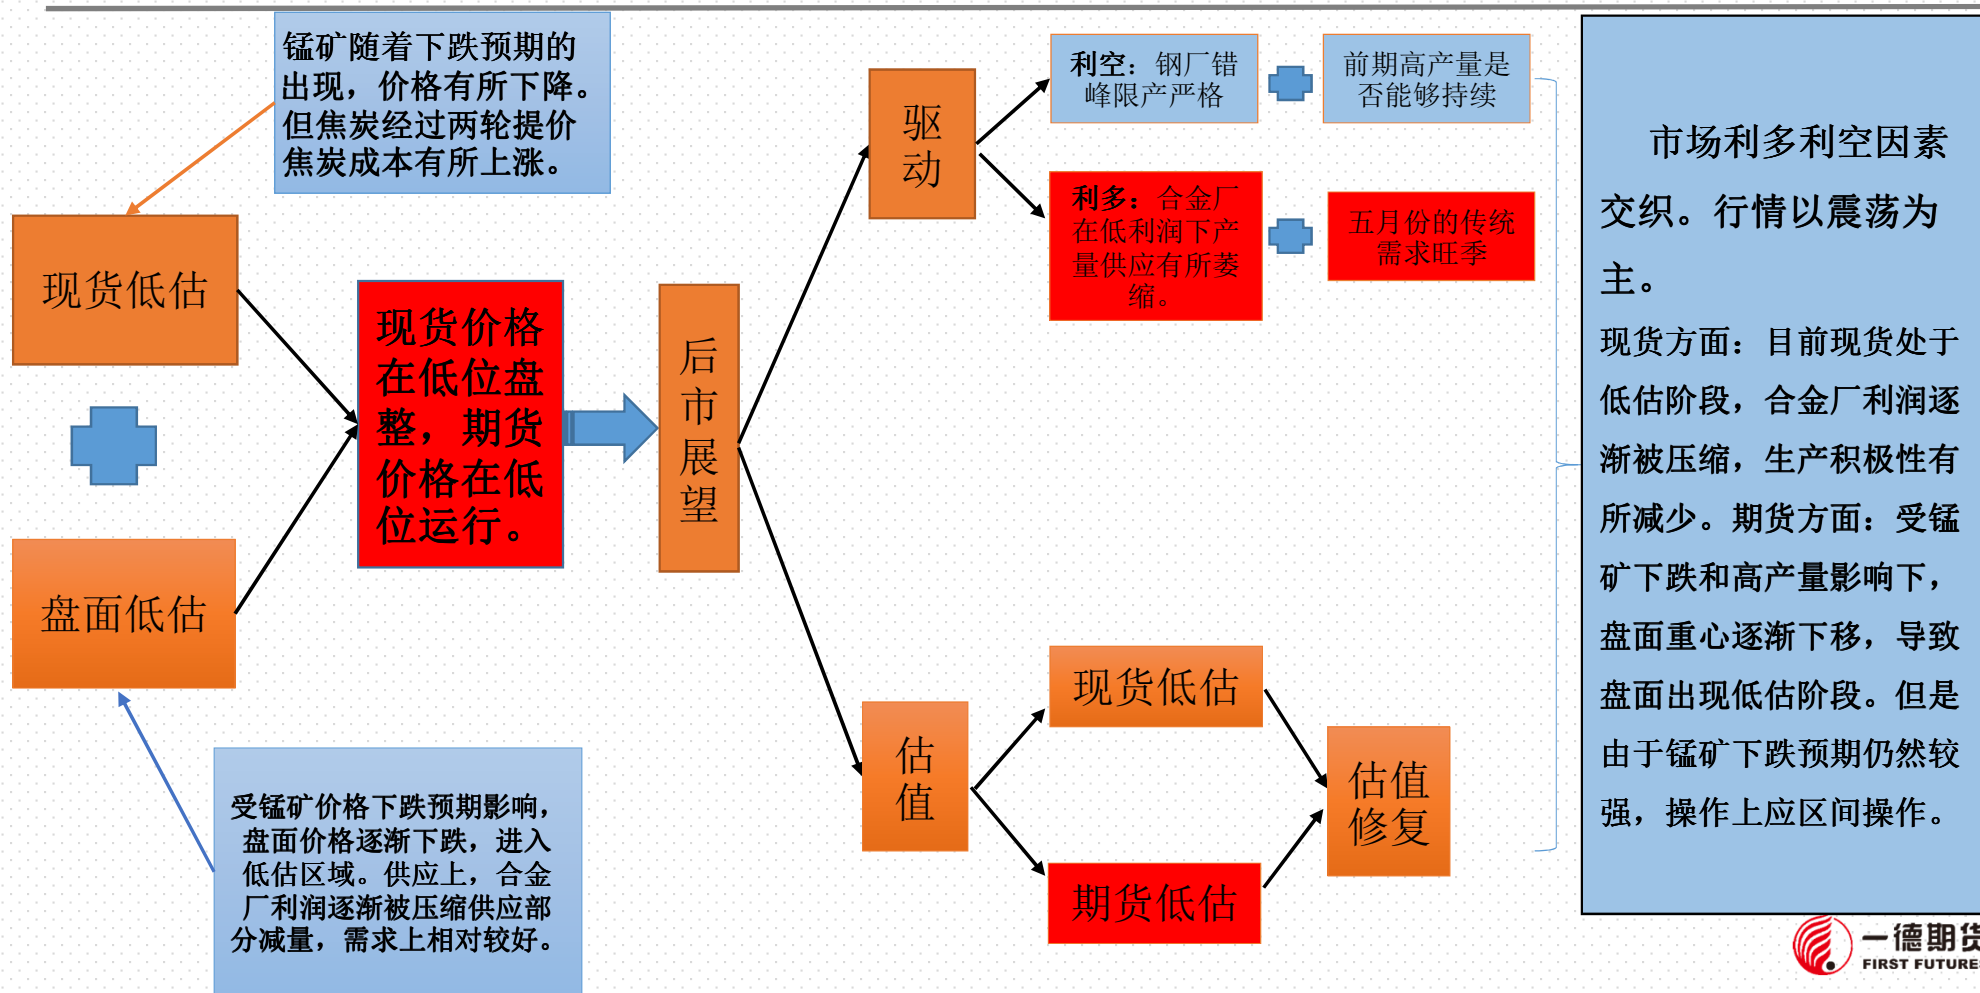 锰矿随着下跌预期的
出现，价格有所下降。
但焦炭经过两轮提价
焦炭成本有所上涨。
现货低估
盘面低估
受锰矿价格下跌预期影响，
盘面价格逐渐下跌，进入
低估区域。供应上，合金
厂利润逐渐被压缩供应部
分减量，需求上相对较好。
现货价格
在低位盘
整，期货
价格在低
位运行。
后
市
展
望
驱
动
利空：钢厂错
峰限产严格
前期高产量是
否能够持续
利多：合金厂
在低利润下产
量供应有所萎
缩。
五月份的传统
需求旺季
估
值
现货低估
期货低估
估值
修复
市场利多利空因素
交织。行情以震荡为
主。
现货方面：目前现货处于
低估阶段，合金厂利润逐
渐被压缩，生产积极性有
所减少。期货方面：受锰
矿下跌和高产量影响下，
盘面重心逐渐下移，导致
盘面出现低估阶段。但是
由于锰矿下跌预期仍然较
强，操作上应区间操作。
一德期货
FIRST FUTURES